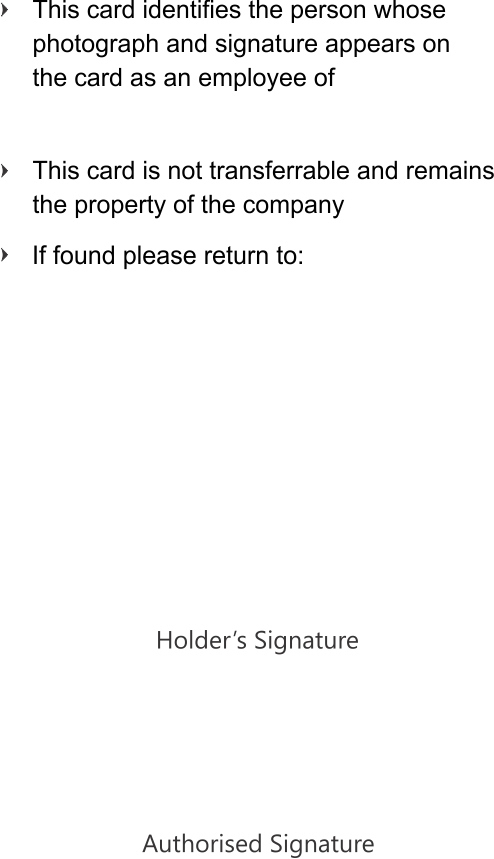 This card identifies the person whose
photograph and signature appears on
the card as an employee of
This card is not transferrable and remains
the property of the company
If found please return to:
Holder’s Signature
Authorised Signature